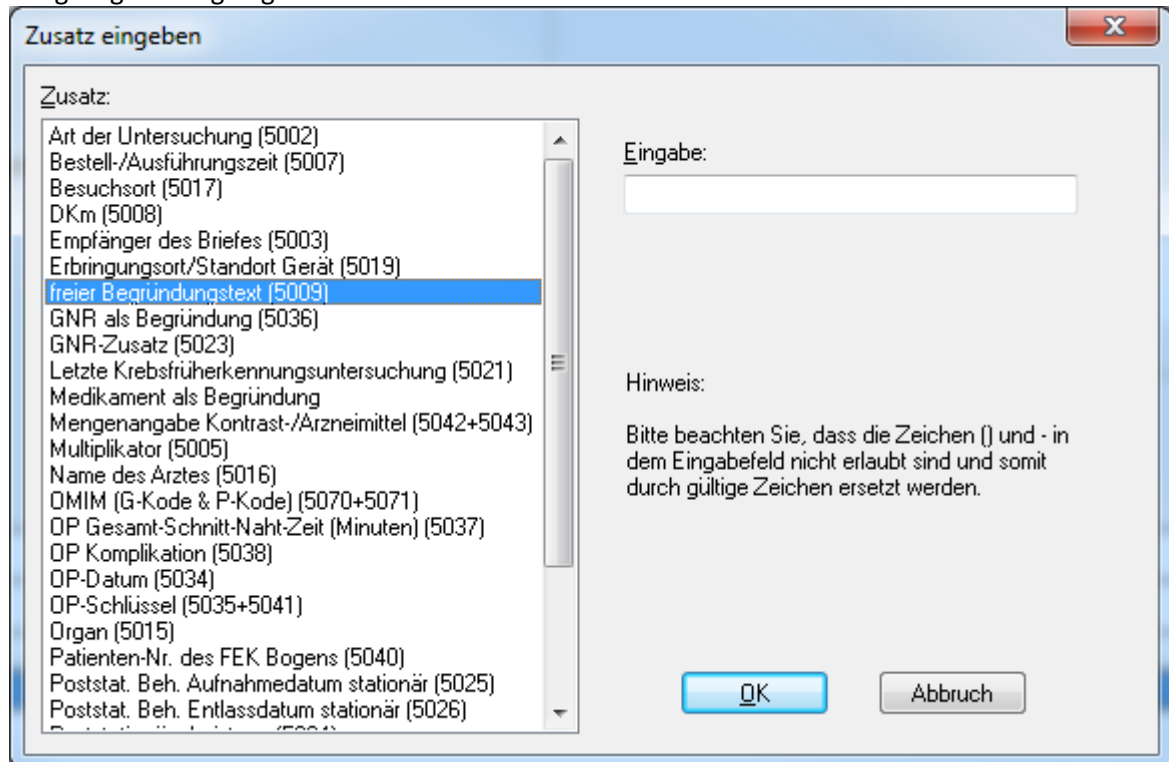 Zusatz eingeben
Zusatz:
Art der Untersuchung (5002)
Bestell-/Ausführungszeit (5007)
Besuchsort (5017)
DKm (5008)
Empfänger des Briefes (5003)
Erbringungsort/Standort Gerät (5019)
freier Begründungstext (5009)
GNR als Begründung (5036)
GNR-Zusatz (5023)
Letzte Krebsfrüherkennungsuntersuchung (5021)
Medikament als Begründung
Mengenangabe Kontrast-/Arzneimittel (5042+5043)
Multiplikator (5005)
Name des Arztes (5016)
OMIM (G-Kode & P-Kode) (5070+5071)
OP Gesamt-Schnitt-Naht-Zeit (Minuten) (5037)
OP Komplikation (5038)
OP-Datum (5034)
OP-Schlüssel (5035+5041)
Organ (5015)
Patienten-Nr. des FEK Bogens (5040)
Poststat. Beh. Aufnahmedatum stationär (5025)
Poststat. Beh. Entlassdatum stationär (5026)
Eingabe:
Hinweis:
Bitte beachten Sie, dass die Zeichen () und - in
dem Eingabefeld nicht erlaubt sind und somit
durch gültige Zeichen ersetzt werden.
OK
Abbruch